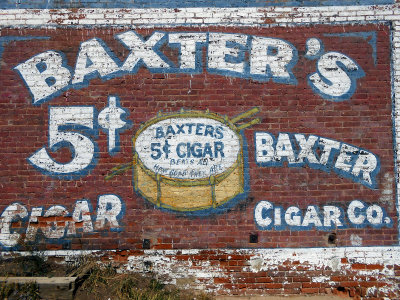 BAXTER'S
5¢
CIGAR
BAXTERS
5¢ CIGAR
BAXTER
CIGAR CO.